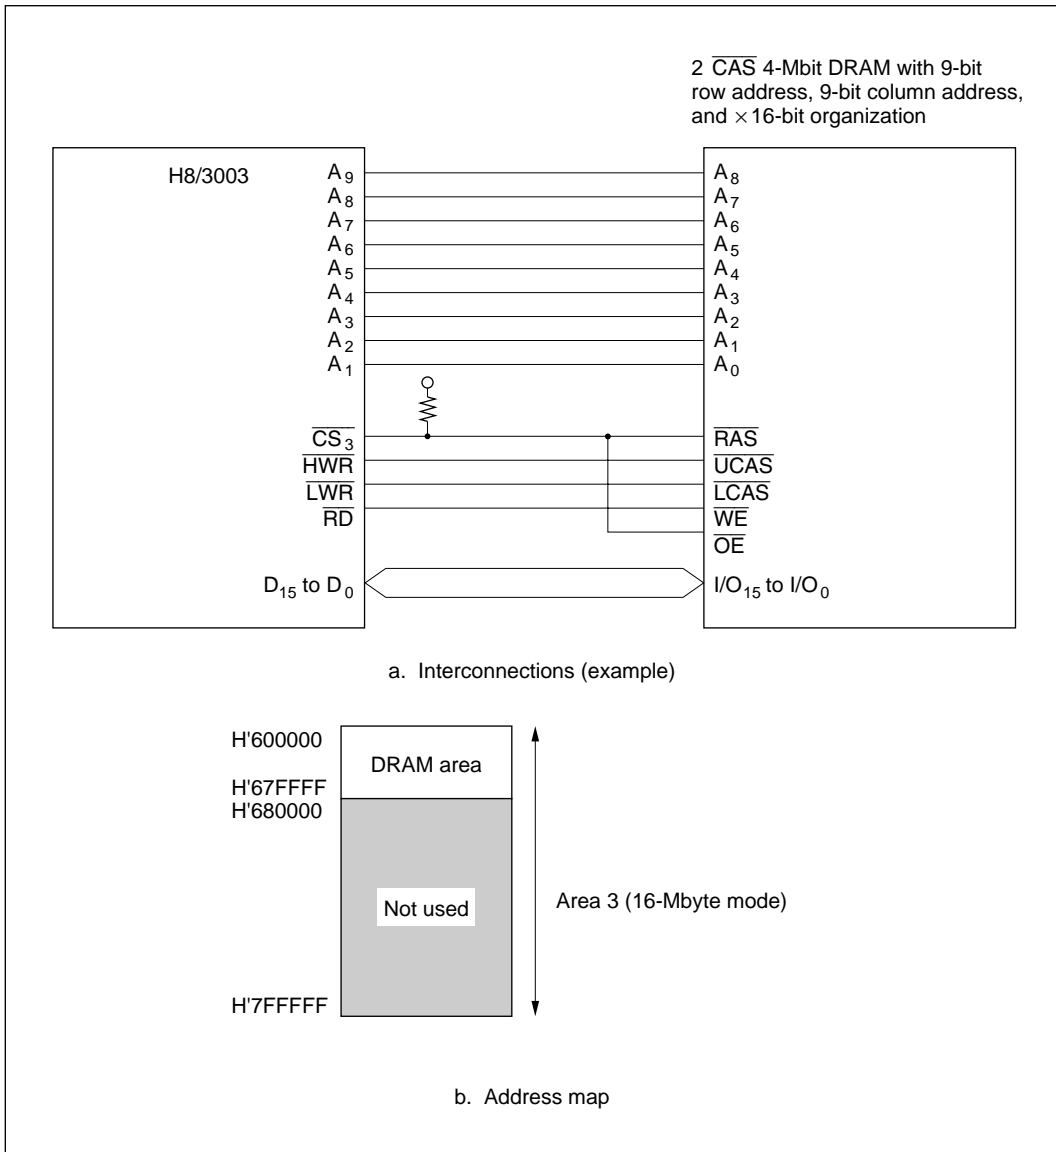 2 CAS 4-Mbit DRAM with 9-bit
row address, 9-bit column address,
and ×16-bit organization
H8/3003
A9
A8
A7
A6
A5
A4
A3
A2
A1
CS3
HWR
LWR
RD
D15 to D0
A8
A7
A6
A5
A4
A3
A2
A1
A0
RAS
UCAS
LCAS
WE
OE
I/O15 to I/O0
a. Interconnections (example)
H'600000
DRAM area
H'67FFFF
H'680000
Not used
Area 3 (16-Mbyte mode)
H'7FFFFF
b. Address map